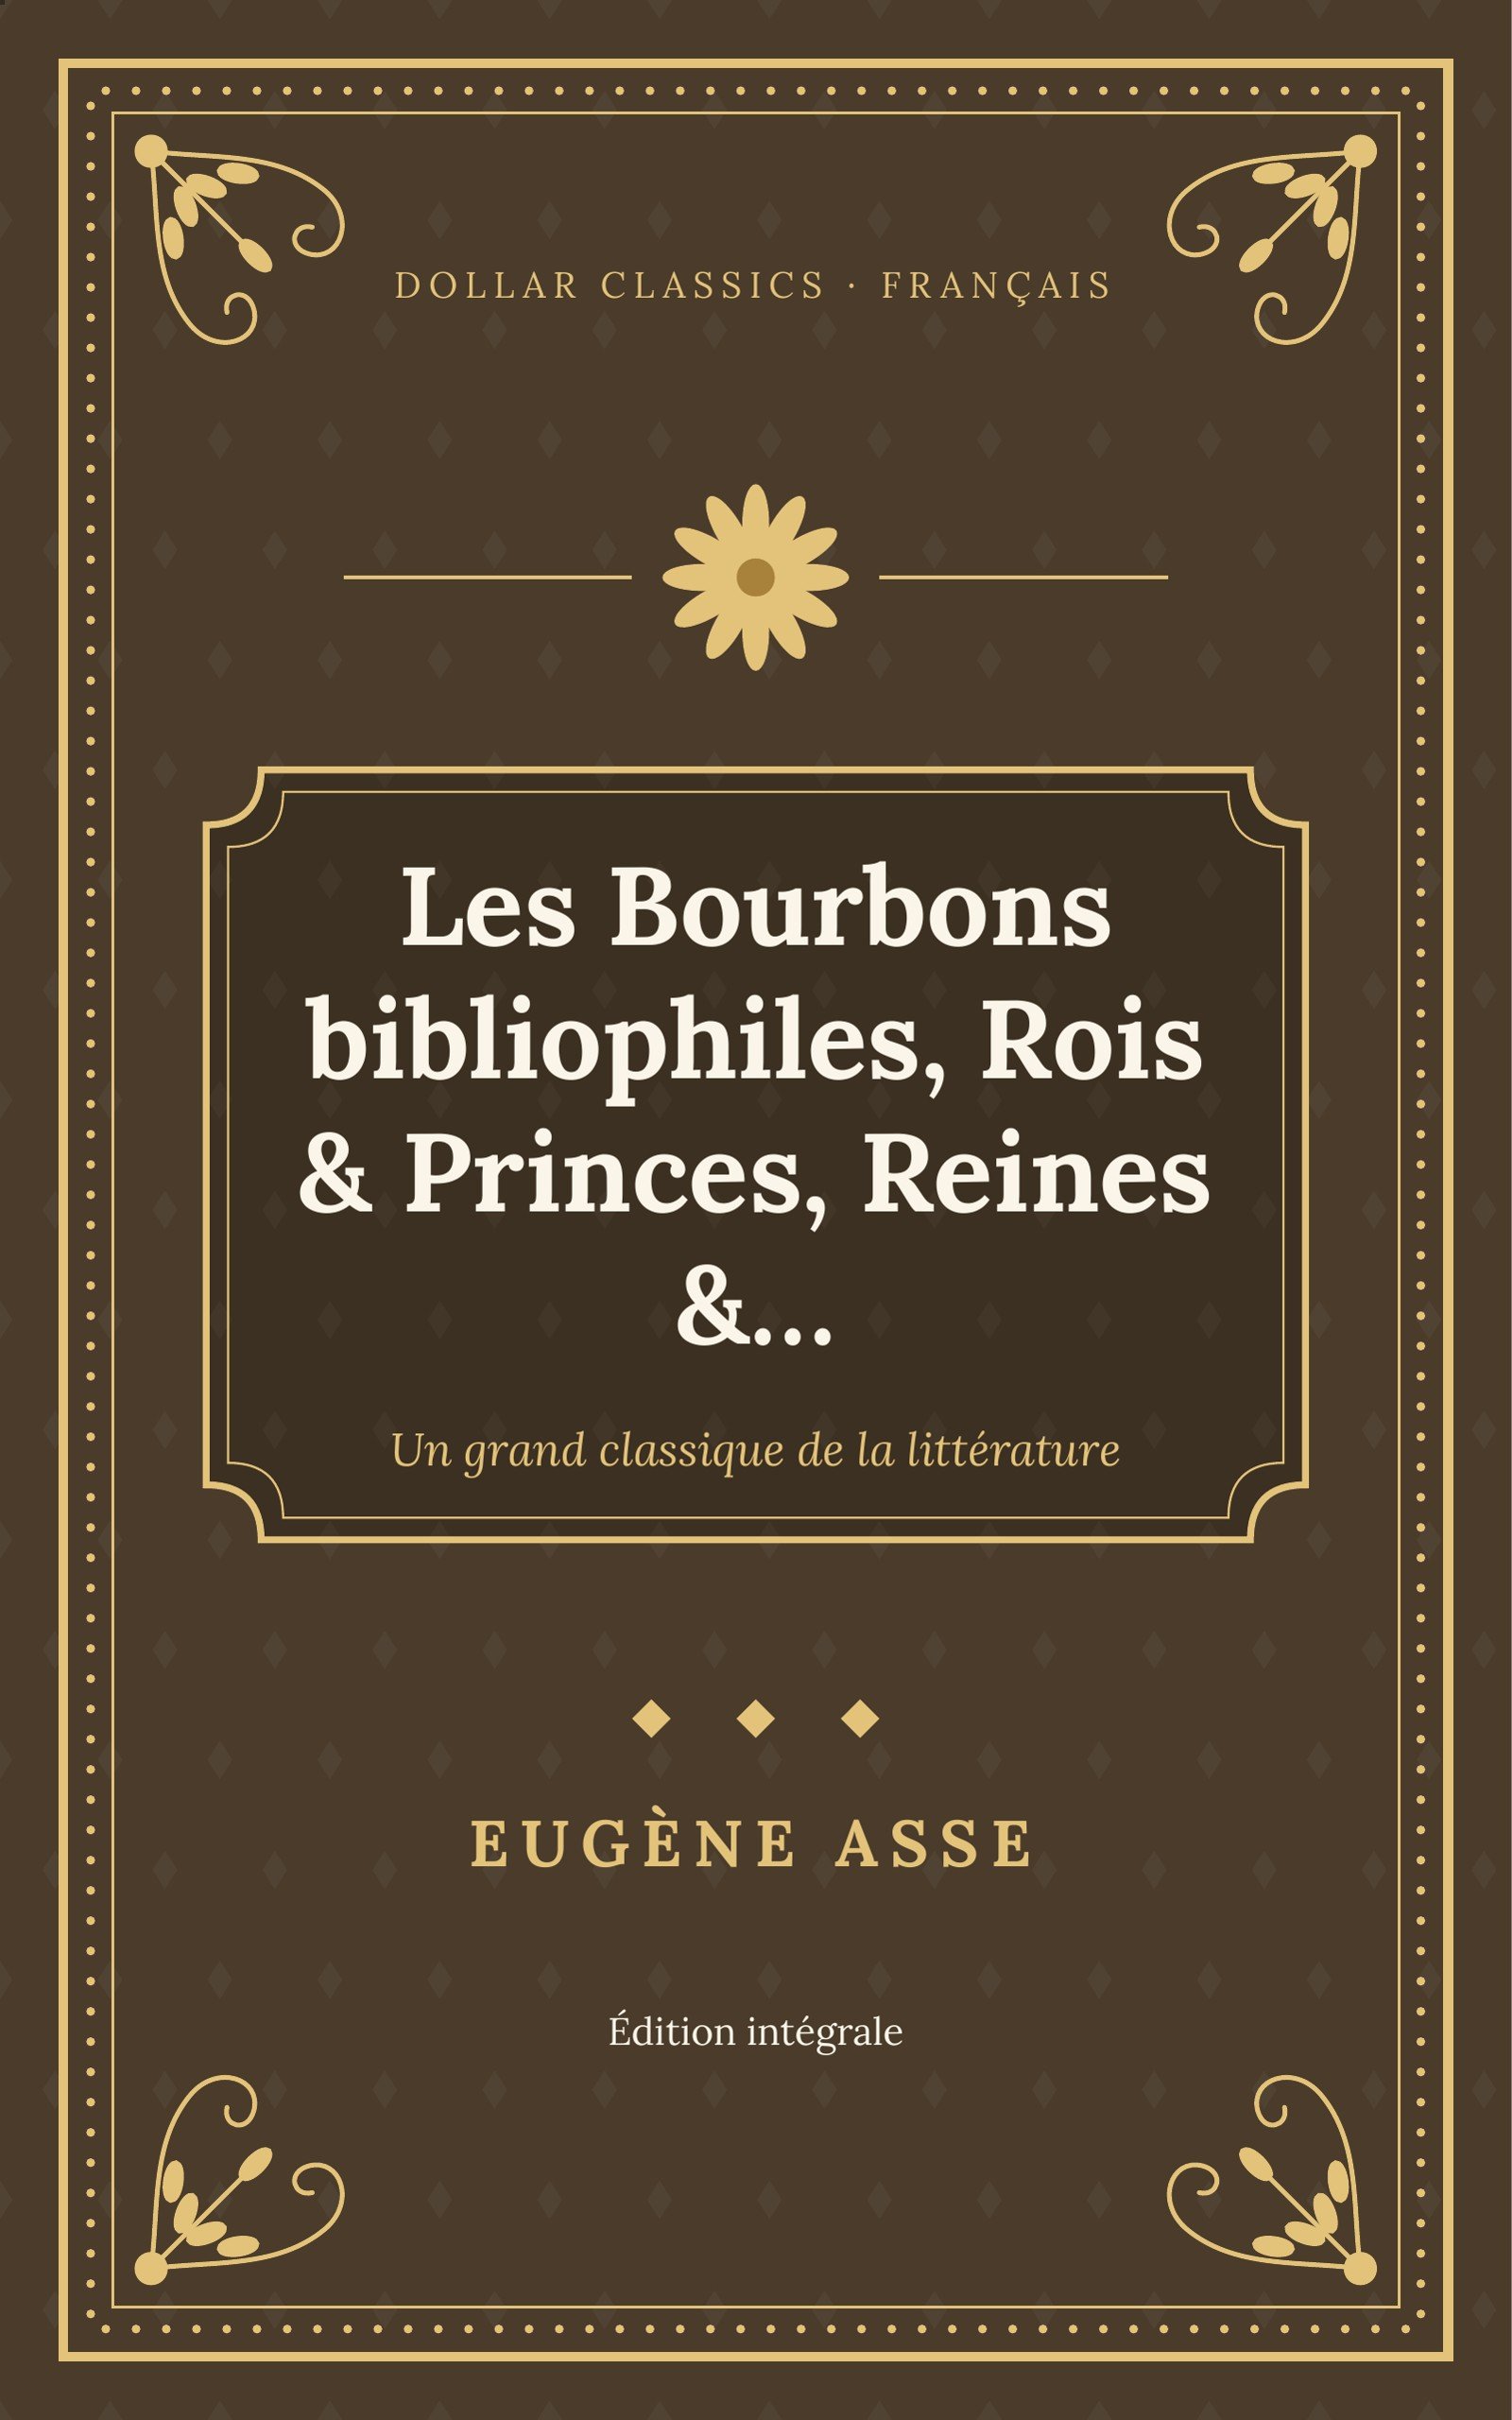 DOLLAR CLASSICS · FRANÇAIS
Les Bourbons
bibliophiles, Rois
& Princes, Reines
&...
Un grand classique de la littérature
EUGÈNE ASSE
Édition intégrale